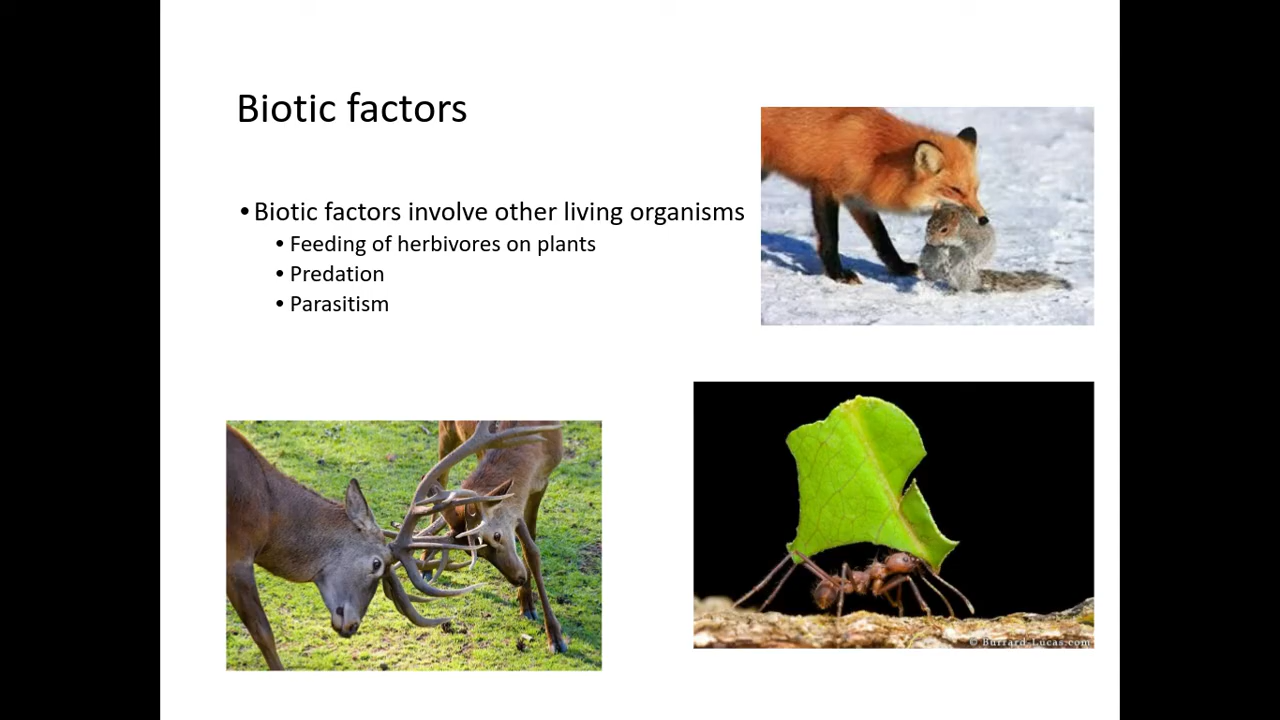 Biotic factors
• Biotic factors involve other living organisms
• Feeding of herbivores on plants
• Predation
• Parasitism
© Burrard-Lucas.com